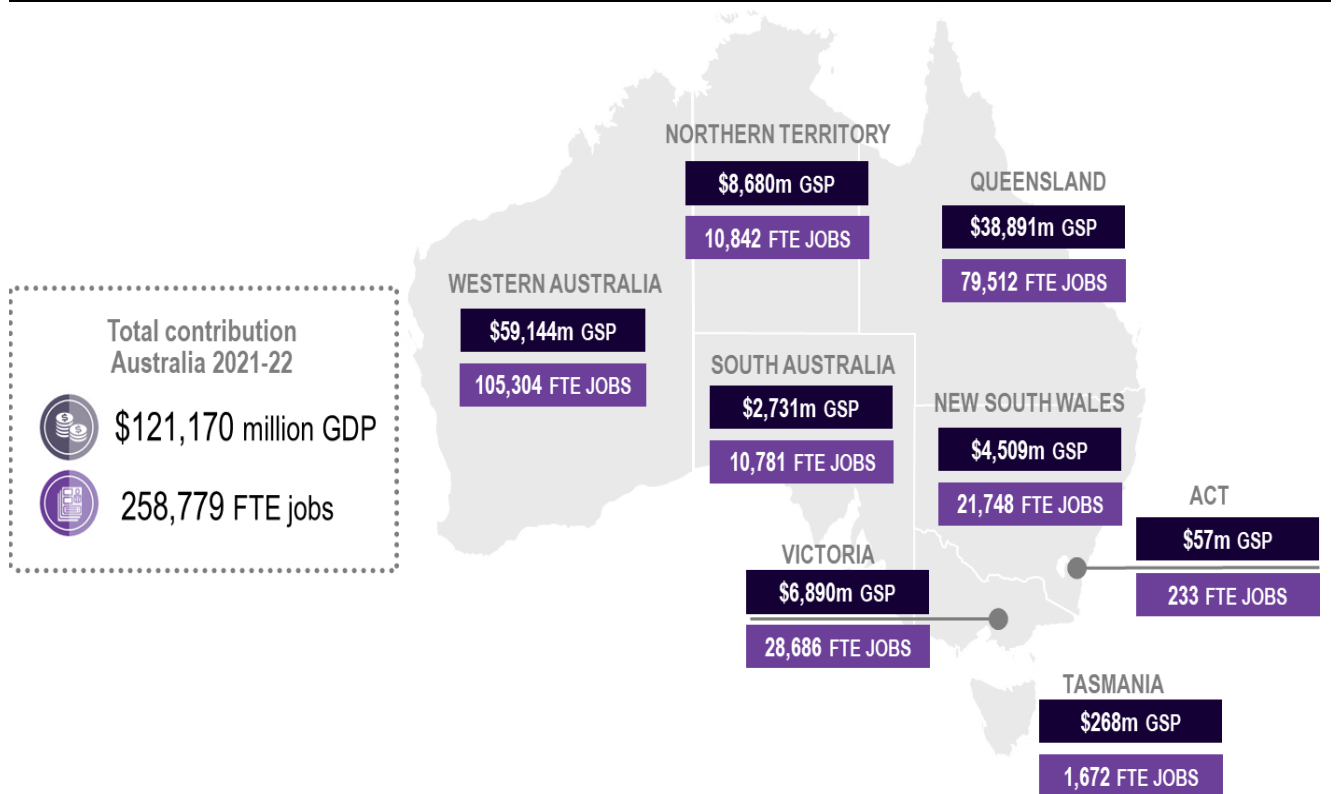 NORTHERN TERRITORY
$8,680m GSP
10,842 FTE JOBS
QUEENSLAND
$38,891m GSP
79,512 FTE JOBS
WESTERN AUSTRALIA
$59,144m GSP
105,304 FTE JOBS
Total contribution
Australia 2021-22
$121,170 million GDP
258,779 FTE jobs
SOUTH AUSTRALIA
$2,731m GSP
10,781 FTE JOBS
NEW SOUTH WALES
$4,509m GSP
21,748 FTE JOBS
ACT
$57m GSP
233 FTE JOBS
VICTORIA
$6,890m GSP
28,686 FTE JOBS
TASMANIA
$268m GSP
1,672 FTE JOBS